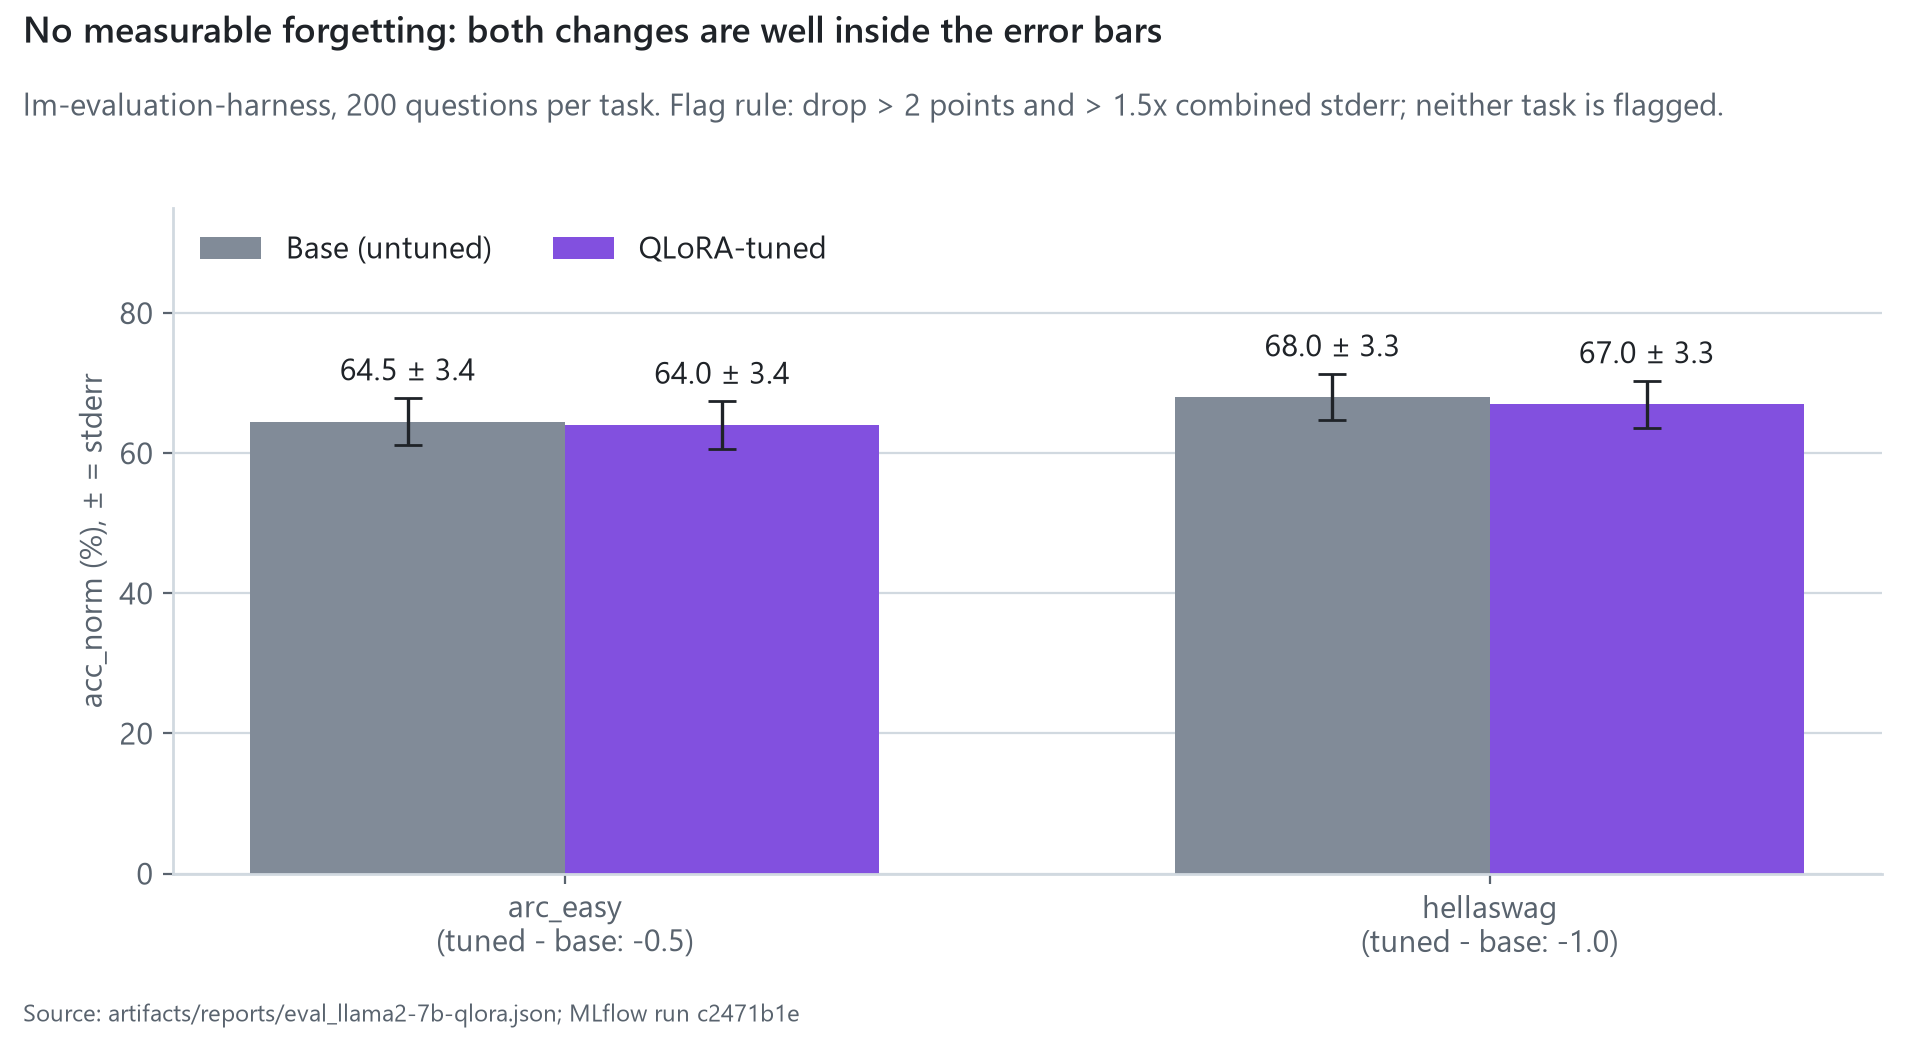 No measurable forgetting: both changes are well inside the error bars
lm-evaluation-harness, 200 questions per task. Flag rule: drop > 2 points and > 1.5x combined stderr; neither task is flagged.
Base (untuned)
QLoRA-tuned
acc_norm (%), ± = stderr
80
60
40
20
0
64.5 ± 3.4
64.0 ± 3.4
68.0 ± 3.3
67.0 ± 3.3
arc_easy
(tuned - base: -0.5)
hellaswag
(tuned - base: -1.0)
Source: artifacts/reports/eval_llama2-7b-qlora.json; MLflow run c2471b1e